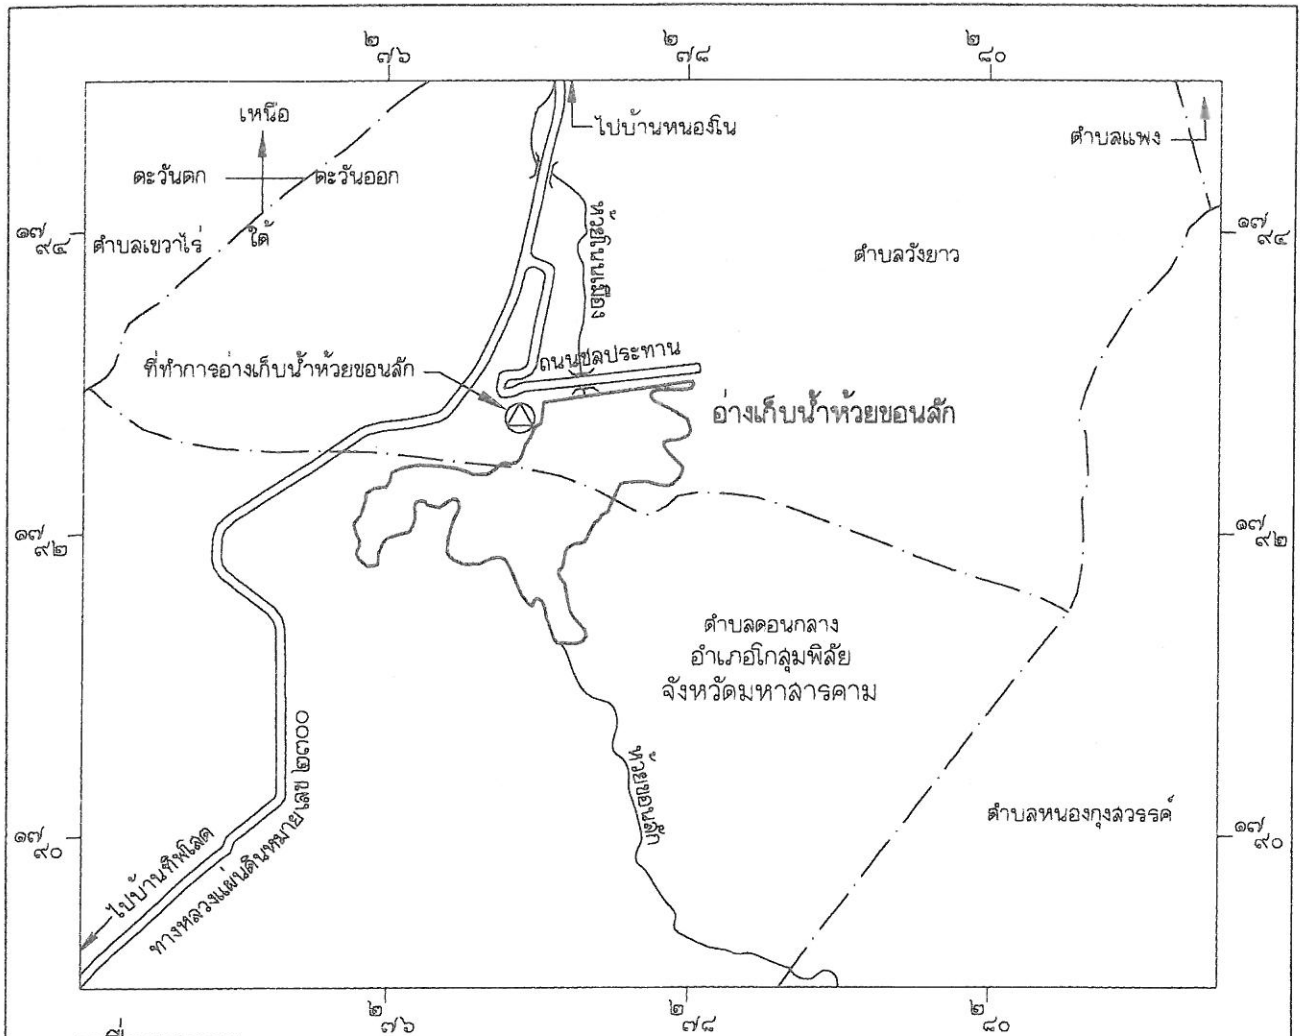 ๒
๗๖
๒
๗๘
๒
๘๐
เหนือ
ไปบ้านหนองโน
ตำบลแพง
ตะวันตก
ตะวันออก
ใต้
๑๗
๙๔
ตำบลเขวาไร่
ตำบลวังยาว
๑๗
๙๔
ถนนชลประทาน
ที่ทำการอ่างเก็บน้ำห้วยขอนสัก
อ่างเก็บน้ำห้วยขอนสัก
๑๗
๙๒
๑๗
๙๒
ตำบลดอนกลาง
อำเภอโกสุมพิสัย
จังหวัดมหาสารคาม
ห้วยขอนสัก
ตำบลหนองกุงสวรรค์
๑๗
๙๐
๑๗
๙๐
ไปบ้านทิพโสต
ทางหลวงแผ่นดินหมายเลข ๒๓๐๐
๒
๗๖
๒
๗๘
๒
๘๐